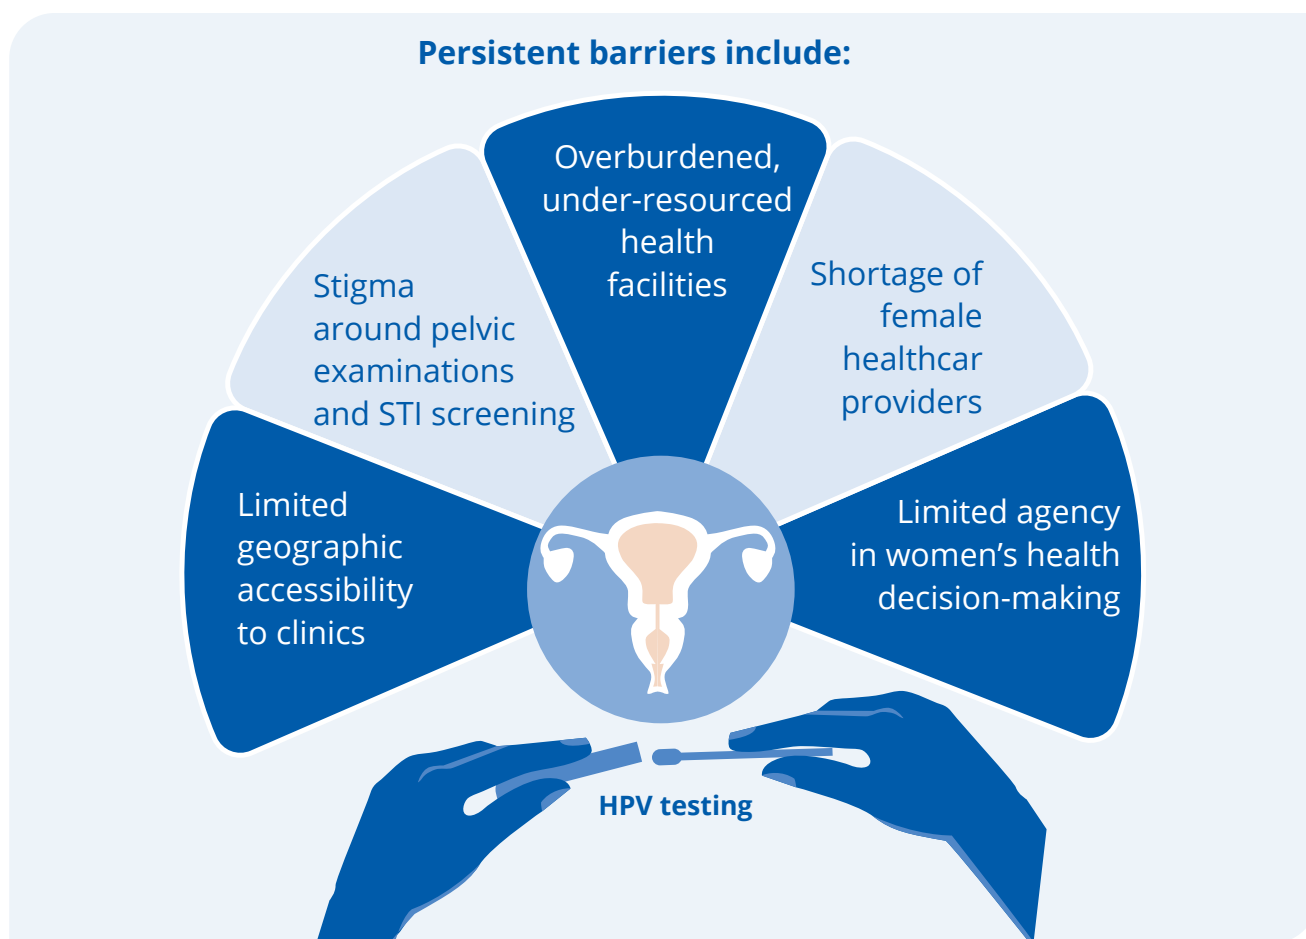 Persistent barriers include:
Limited
geographic
accessibility
to clinics
Stigma
around pelvic
examinations
and STI screening
Overburdened,
under-resourced
health
facilities
Shortage of
female
healthcar
providers
Limited agency
in women’s health
decision-making
HPV testing